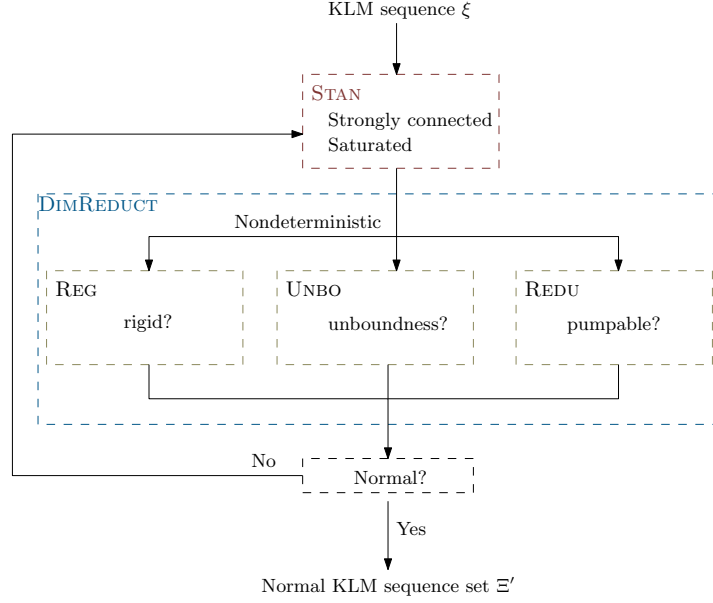 KLM sequence ξ
STAN
Strongly connected
Saturated
DIMREDUCT
Nondeterministic
REG
UNBO
REDU
rigid?
unboundness?
pumpable?
No
Normal?
Yes
Normal KLM sequence set Ξ′